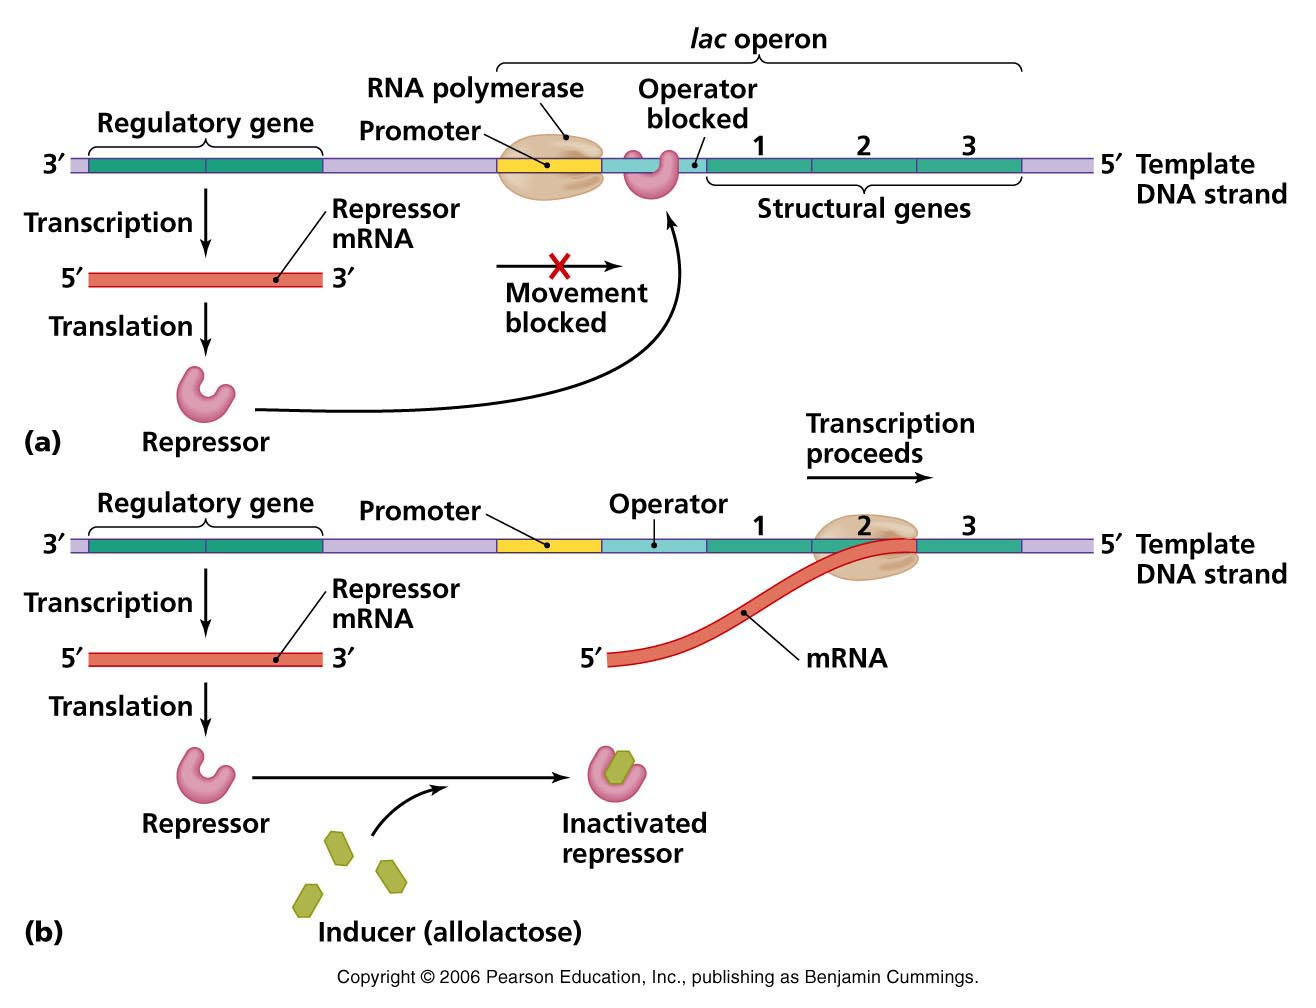 lac operon
RNA polymerase
Operator
blocked
Regulatory gene
Promoter
1 2 3
3′
5′ Template
DNA strand
Structural genes
Transcription
Repressor
mRNA
5′ 3′
Movement
blocked
Translation
Repressor
(a)
Transcription
proceeds
Regulatory gene
Promoter
Operator
1 2 3
3′
5′ Template
DNA strand
Transcription
Repressor
mRNA
5′ 3′
5′
mRNA
Translation
Repressor
Inactivated
repressor
(b)
Inducer (allolactose)
Copyright © 2006 Pearson Education, Inc., publishing as Benjamin Cummings.